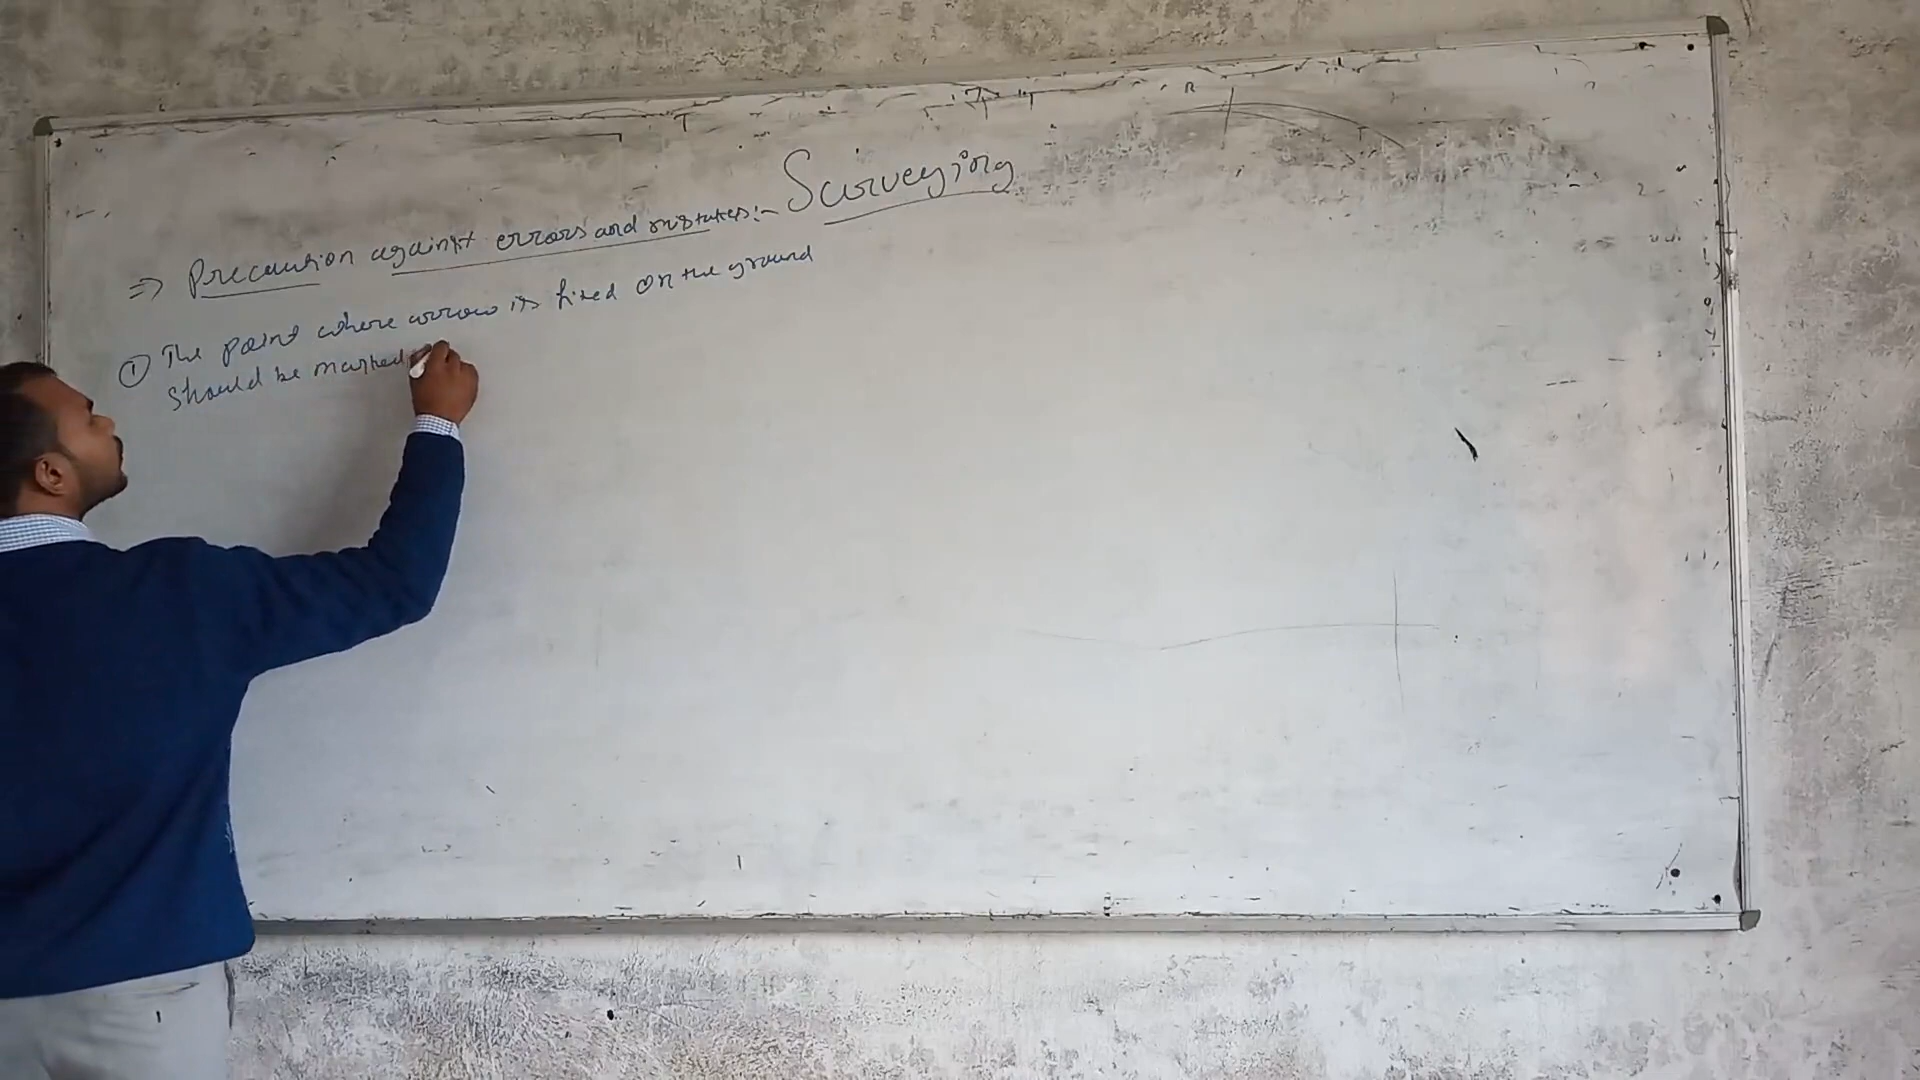 Surveying
⇒ Precaution against errors and mistakes:-
① The point where arrow is fixed on the ground
should be marked